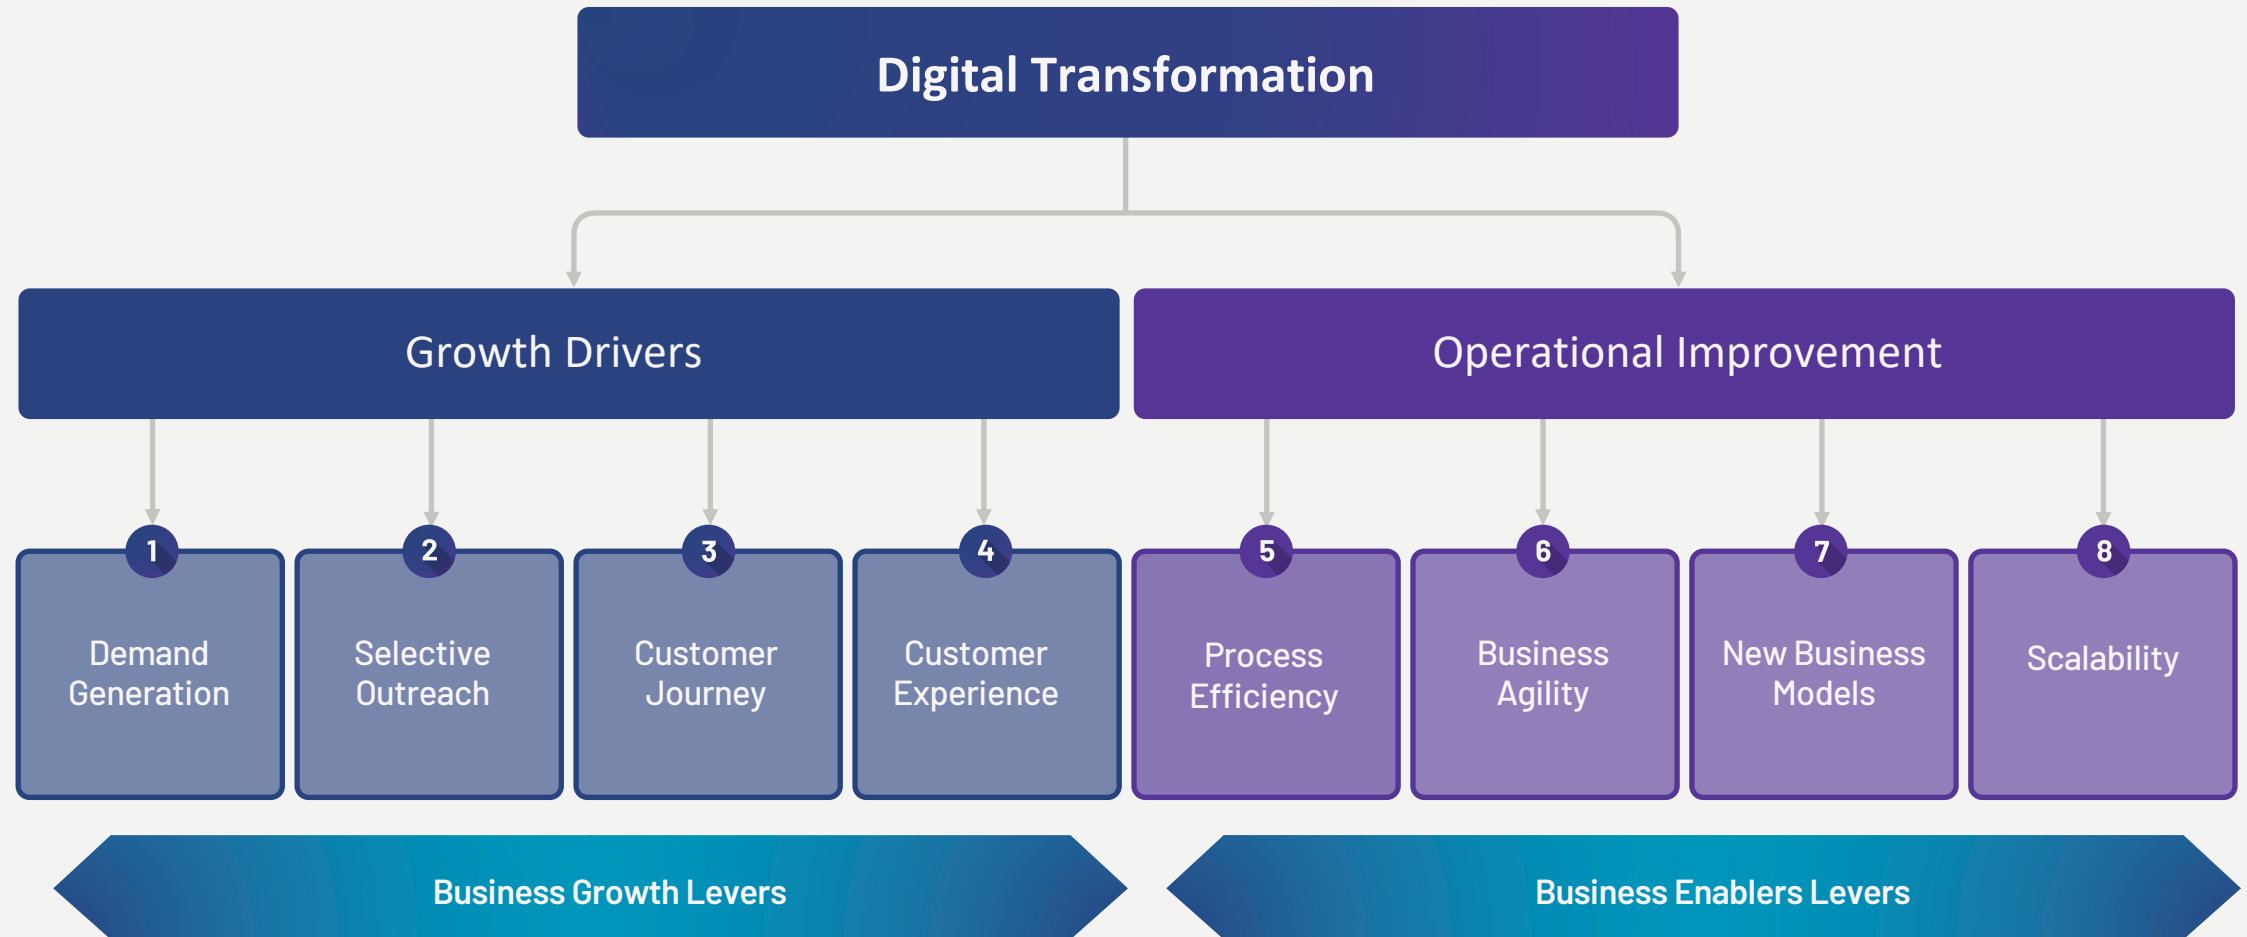 Digital Transformation
Growth Drivers
Operational Improvement
1
2
3
4
5
6
7
8
Demand
Generation
Selective
Outreach
Customer
Journey
Customer
Experience
Process
Efficiency
Business
Agility
New Business
Models
Scalability
Business Growth Levers
Business Enablers Levers